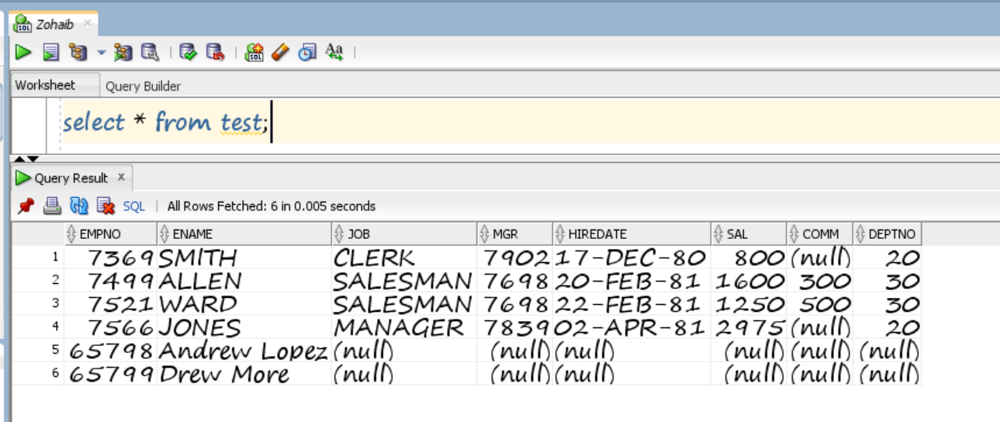 Zohaib
Worksheet Query Builder
select * from test;
Query Result x
SQL | All Rows Fetched: 6 in 0.005 seconds
EMPNO ENAME JOB MGR HIREDATE SAL COMM DEPTNO
1 7369 SMITH CLERK 7902 17-DEC-80 800 (null) 20
2 7499 ALLEN SALESMAN 7698 20-FEB-81 1600 300 30
3 7521 WARD SALESMAN 7698 22-FEB-81 1250 500 30
4 7566 JONES MANAGER 7839 02-APR-81 2975 (null) 20
5 65798 Andrew Lopez (null) (null) (null) (null) (null) (null)
6 65799 Drew More (null) (null) (null) (null) (null) (null)